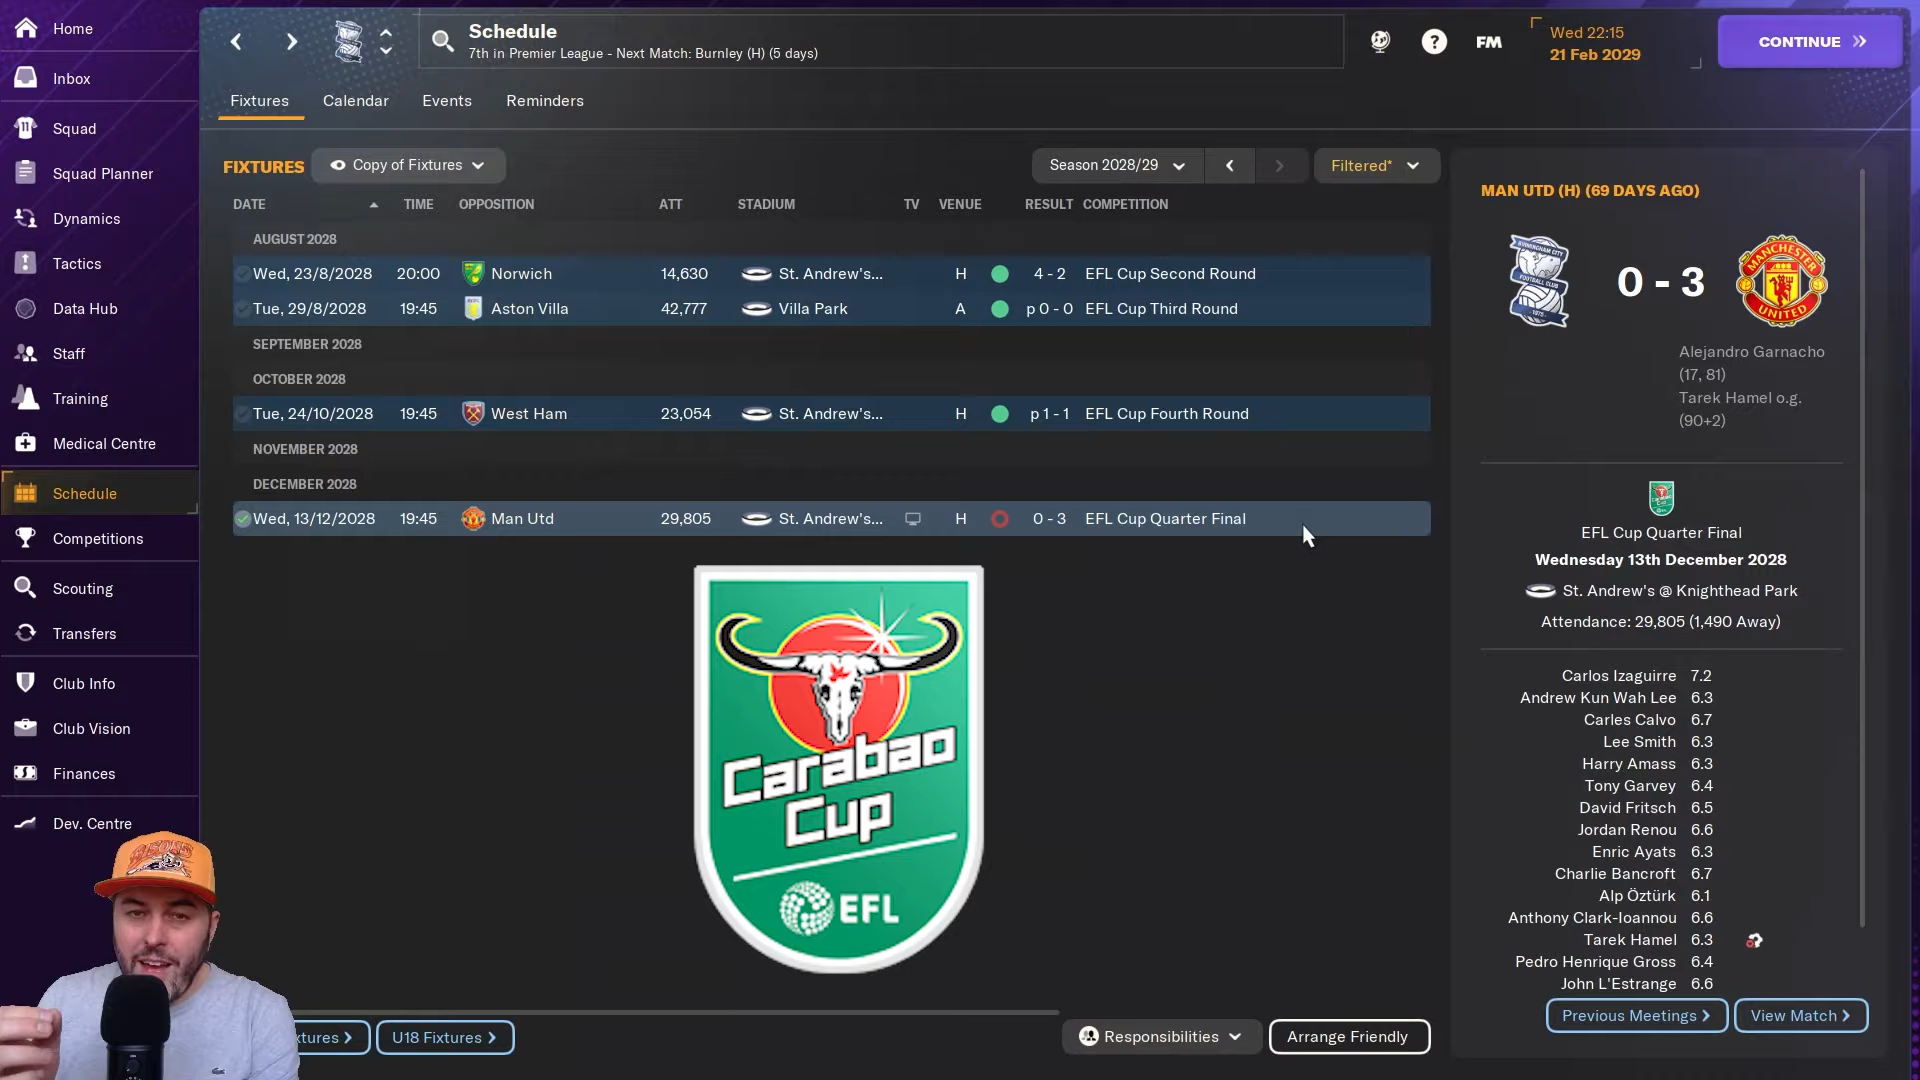 Home
Inbox
Squad
Squad Planner
Dynamics
Tactics
Data Hub
Staff
Training
Medical Centre
Schedule
Competitions
Scouting
Transfers
Club Info
Club Vision
Finances
Dev. Centre
Schedule
7th in Premier League - Next Match: Burnley (H) (5 days)
?
FM
Wed 22:15
21 Feb 2029
CONTINUE
Fixtures Calendar Events Reminders
FIXTURES Copy of Fixtures Season 2028/29 Filtered*
DATE TIME OPPOSITION ATT STADIUM TV VENUE RESULT COMPETITION
AUGUST 2028
Wed, 23/8/2028 20:00 Norwich 14,630 St. Andrew's... H 4 - 2 EFL Cup Second Round
Tue, 29/8/2028 19:45 Aston Villa 42,777 Villa Park A p 0 - 0 EFL Cup Third Round
SEPTEMBER 2028
OCTOBER 2028
Tue, 24/10/2028 19:45 West Ham 23,054 St. Andrew's... H p 1 - 1 EFL Cup Fourth Round
NOVEMBER 2028
DECEMBER 2028
Wed, 13/12/2028 19:45 Man Utd 29,805 St. Andrew's... H 0 - 3 EFL Cup Quarter Final
Carabao
Cup
EFL
xtures U18 Fixtures Responsibilities Arrange Friendly
MAN UTD (H) (69 DAYS AGO)
BIRMINGHAM CITY
FOOTBALL CLUB
1875
0 - 3
MANCHESTER
UNITED
Alejandro Garnacho
(17, 81)
Tarek Hamel o.g.
(90+2)
EFL Cup Quarter Final
Wednesday 13th December 2028
St. Andrew's @ Knighthead Park
Attendance: 29,805 (1,490 Away)
Carlos Izaguirre 7.2
Andrew Kun Wah Lee 6.3
Carles Calvo 6.7
Lee Smith 6.3
Harry Amass 6.3
Tony Garvey 6.4
David Fritsch 6.5
Jordan Renou 6.6
Enric Ayats 6.3
Charlie Bancroft 6.7
Alp Öztürk 6.1
Anthony Clark-Ioannou 6.6
Tarek Hamel 6.3
Pedro Henrique Gross 6.4
John L'Estrange 6.6
Previous Meetings View Match